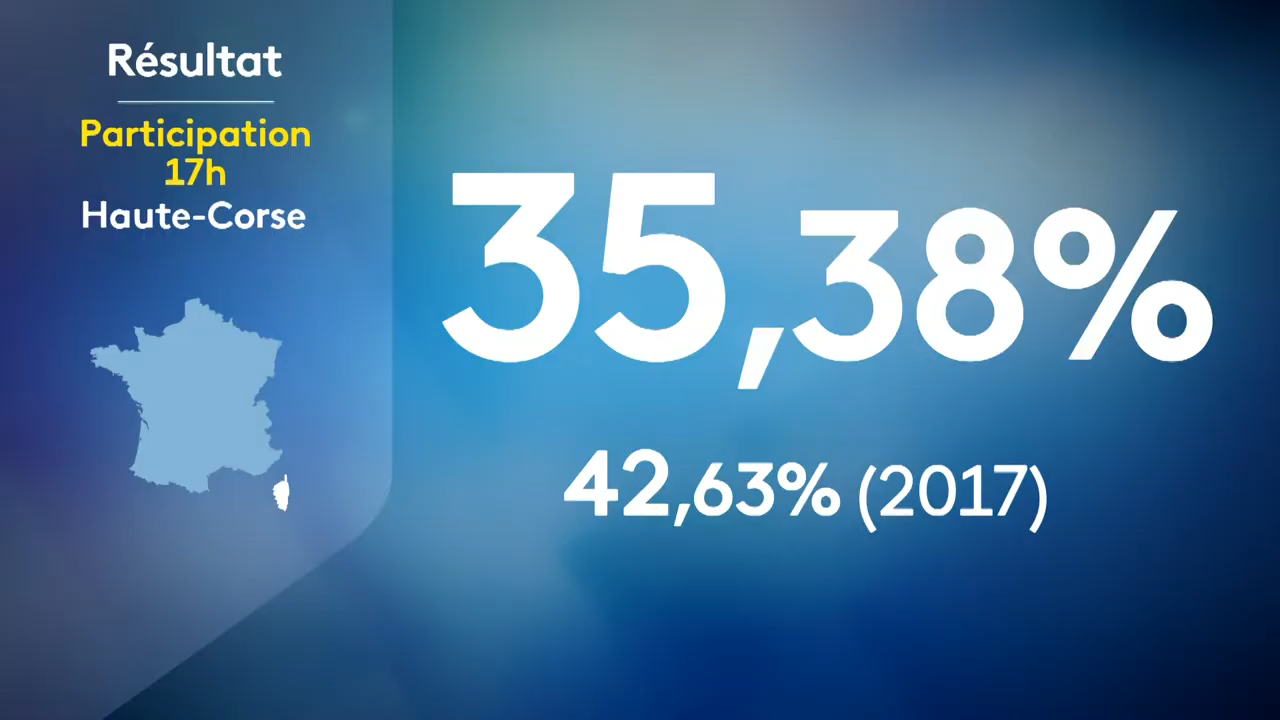 Résultat
Participation
17h
Haute-Corse
35,38%
42,63% (2017)